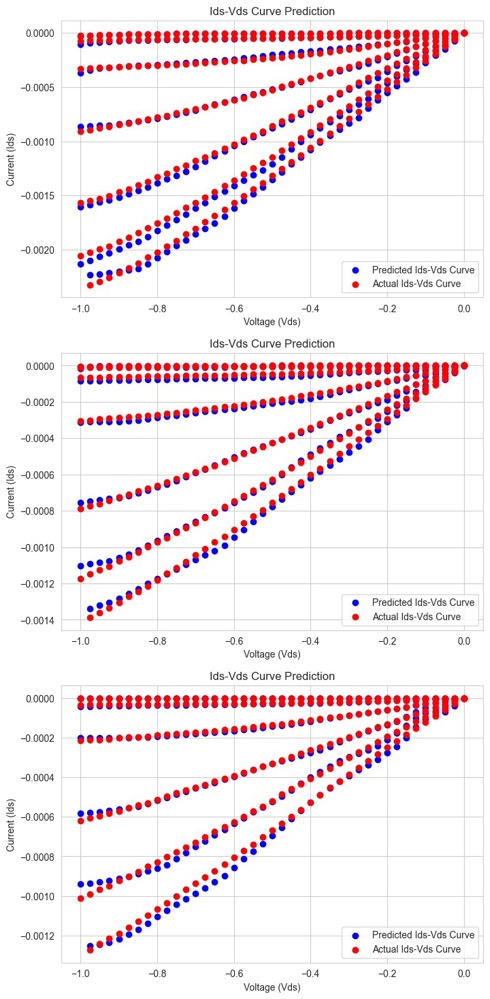 Ids-Vds Curve Prediction
0.0000
−0.0005
−0.0010
−0.0015
−0.0020
Current (Ids)
Predicted Ids-Vds Curve
Actual Ids-Vds Curve
−1.0 −0.8 −0.6 −0.4 −0.2 0.0
Voltage (Vds)
Ids-Vds Curve Prediction
0.0000
−0.0002
−0.0004
−0.0006
−0.0008
−0.0010
−0.0012
−0.0014
Current (Ids)
Predicted Ids-Vds Curve
Actual Ids-Vds Curve
−1.0 −0.8 −0.6 −0.4 −0.2 0.0
Voltage (Vds)
Ids-Vds Curve Prediction
0.0000
−0.0002
−0.0004
−0.0006
−0.0008
−0.0010
−0.0012
Current (Ids)
Predicted Ids-Vds Curve
Actual Ids-Vds Curve
−1.0 −0.8 −0.6 −0.4 −0.2 0.0
Voltage (Vds)